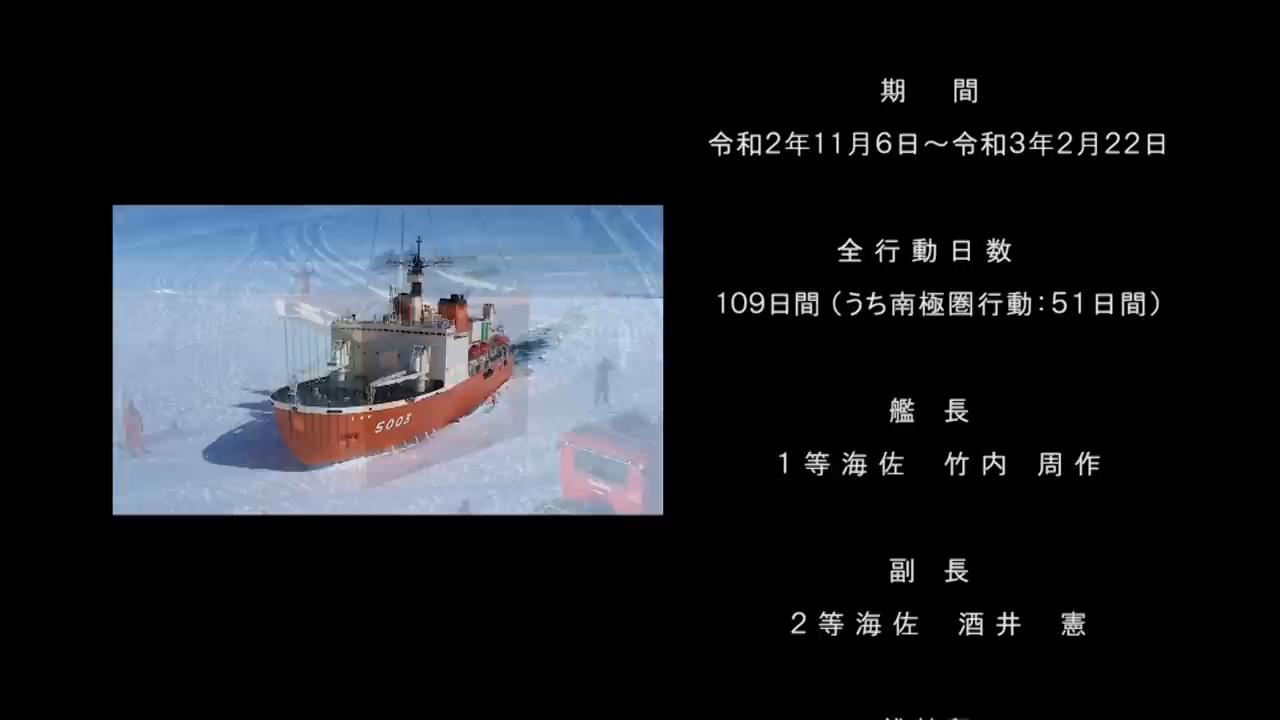 期 間
令和2年11月6日～令和3年2月22日
全行動日数
109日間（うち南極圏行動：51日間）
艦 長
1等海佐 竹内 周作
副 長
2等海佐 酒井 憲
5003